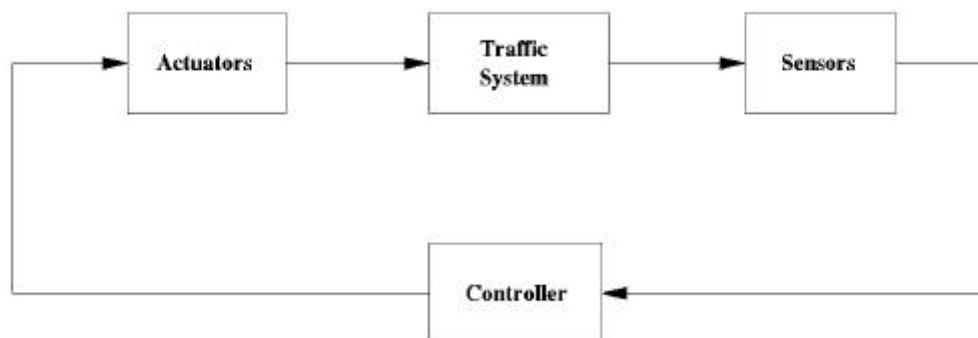 Actuators
Traffic
System
Sensors
Controller